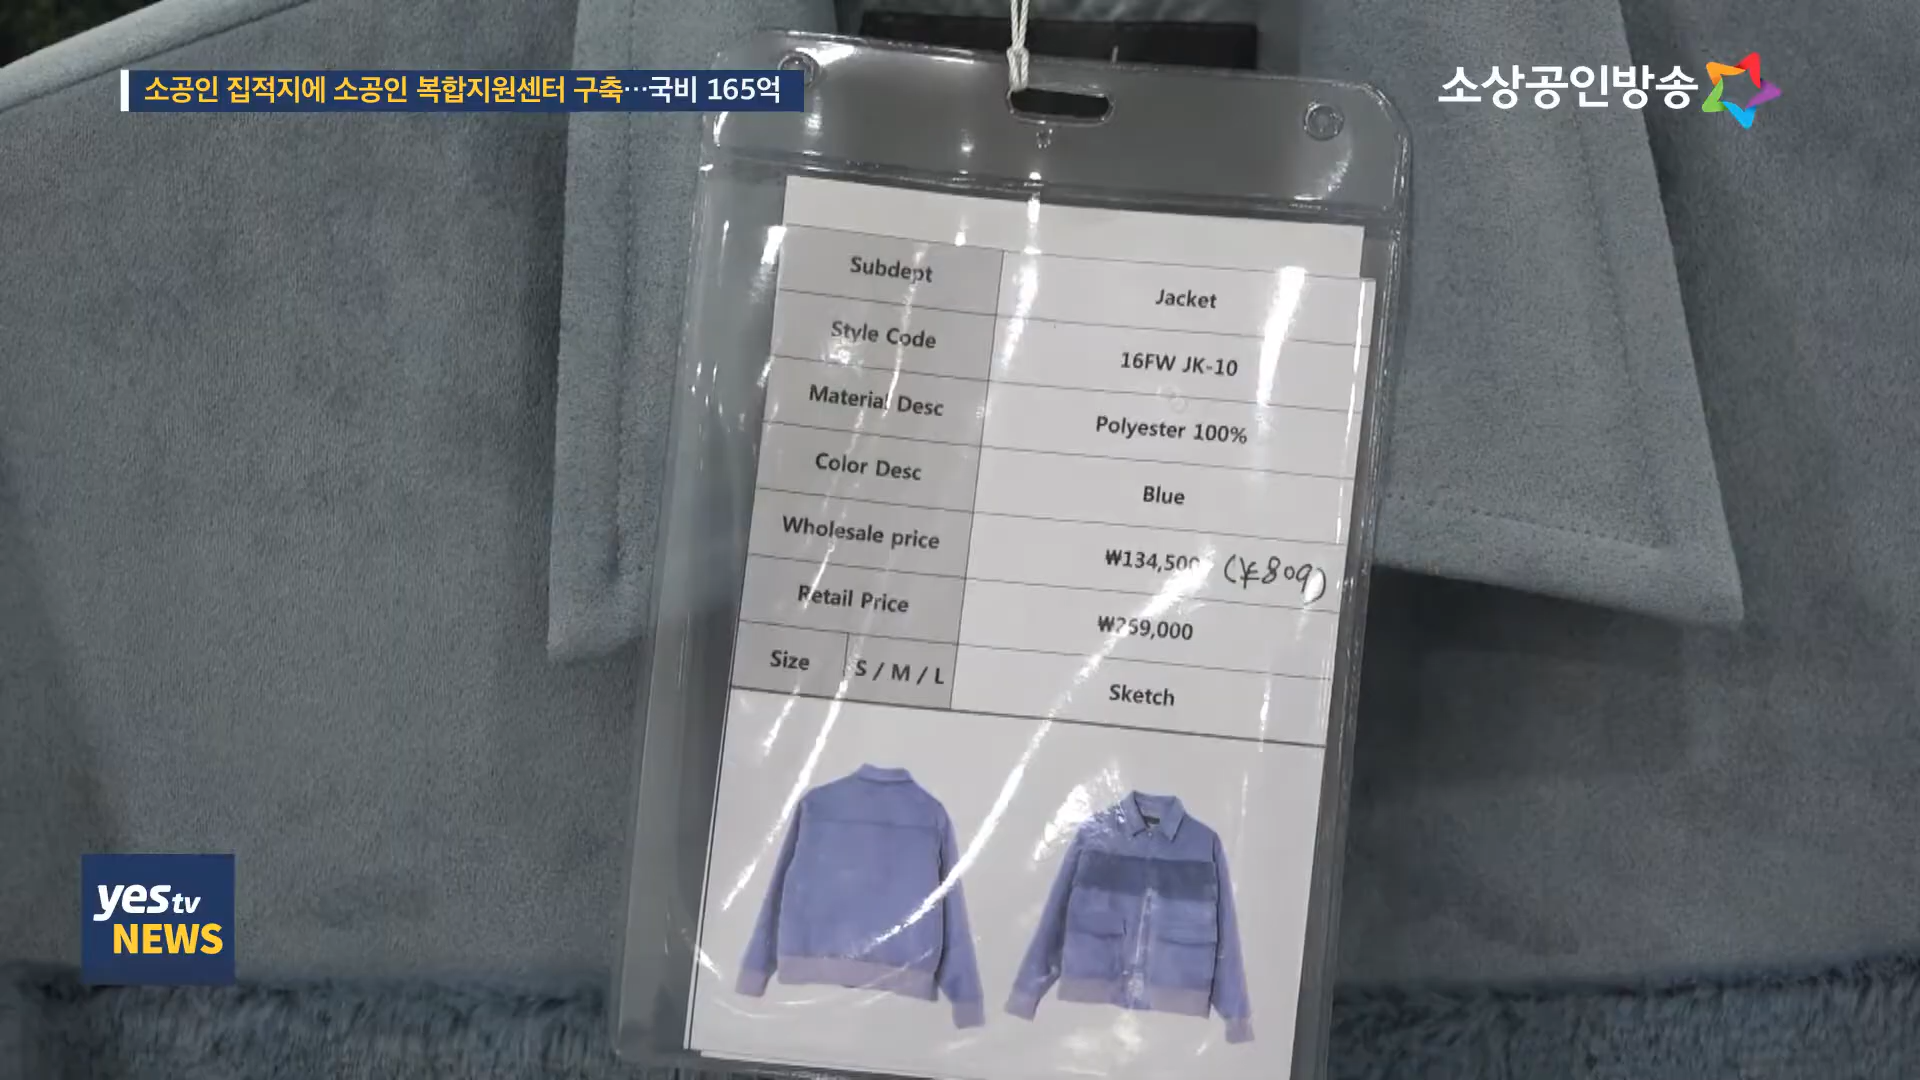 소공인 집적지에 소공인 복합지원센터 구축…국비 165억
소상공인방송
Subdept Jacket
Style Code 16FW JK-10
Material Desc Polyester 100%
Color Desc Blue
Wholesale price ₩134,500 (¥809)
Retail Price ₩269,000
Size S / M / L Sketch
yes tv
NEWS